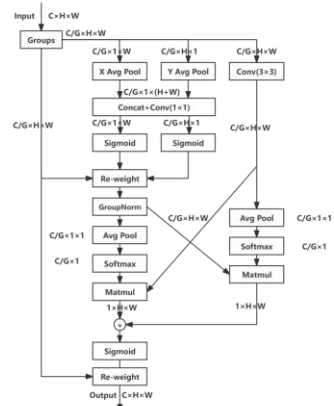 Input C×H×W
Groups C/G×H×W
C/G×1×W C/G×H×1 C/G×H×W
X Avg Pool Y Avg Pool Conv(3×3)
C/G×1×(H+W)
Concat+Conv(1×1)
C/G×H×W C/G×1×W C/G×H×1 C/G×H×W
Sigmoid Sigmoid
Re-weight
GroupNorm C/G×H×W Avg Pool C/G×1×1
C/G×1×1 Avg Pool Softmax C/G×1
C/G×1 Softmax Matmul
Matmul
1×H×W 1×H×W
+
Sigmoid
Re-weight
Output C×H×W